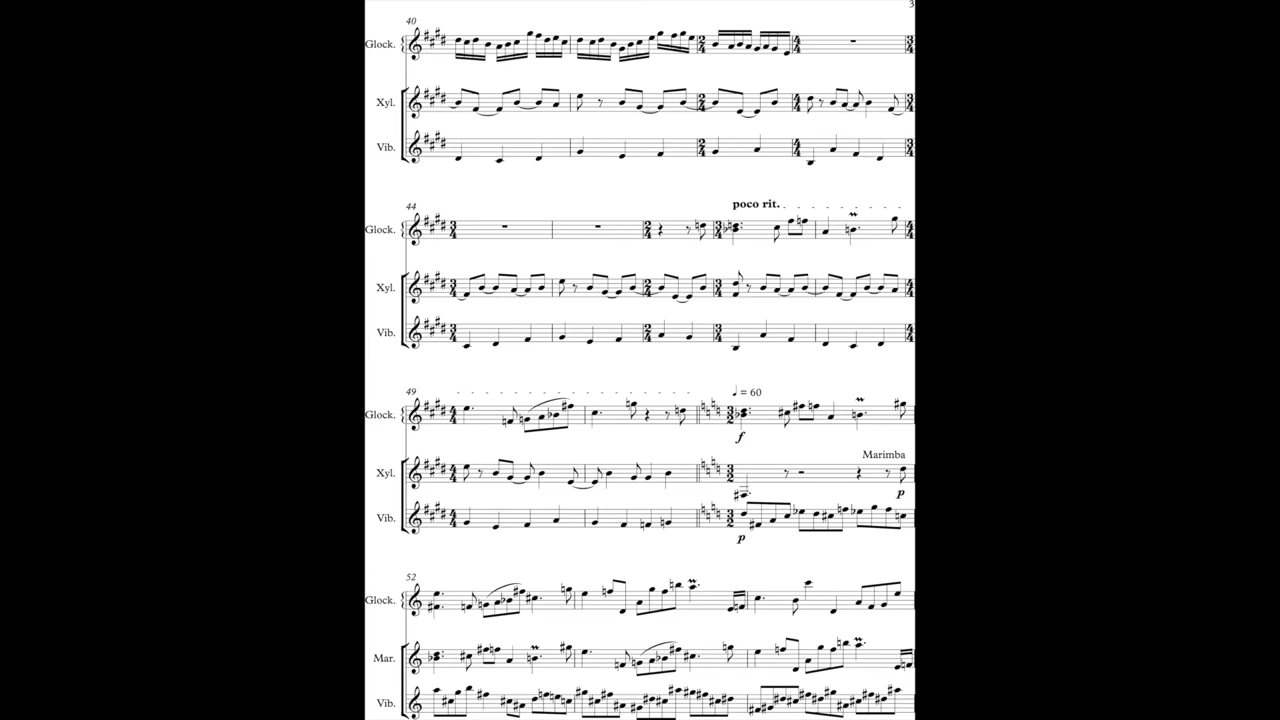 3
40
Glock.
Xyl.
Vib.
44
poco rit.
Glock.
Xyl.
Vib.
49
♩ = 60
Glock.
f
Marimba
Xyl.
p
Vib.
p
52
Glock.
Mar.
Vib.